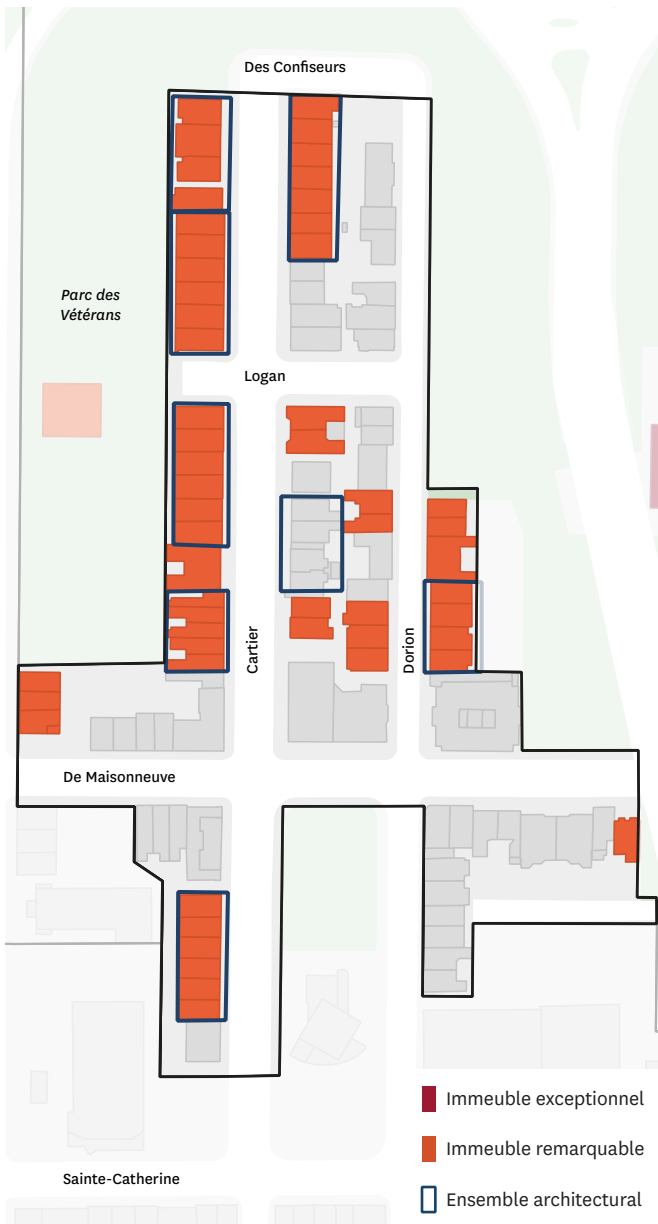 Des Confiseurs
Parc des
Vétérans
Logan
Cartier
Dorion
De Maisonneuve
Immeuble exceptionnel
Immeuble remarquable
Sainte-Catherine
Ensemble architectural